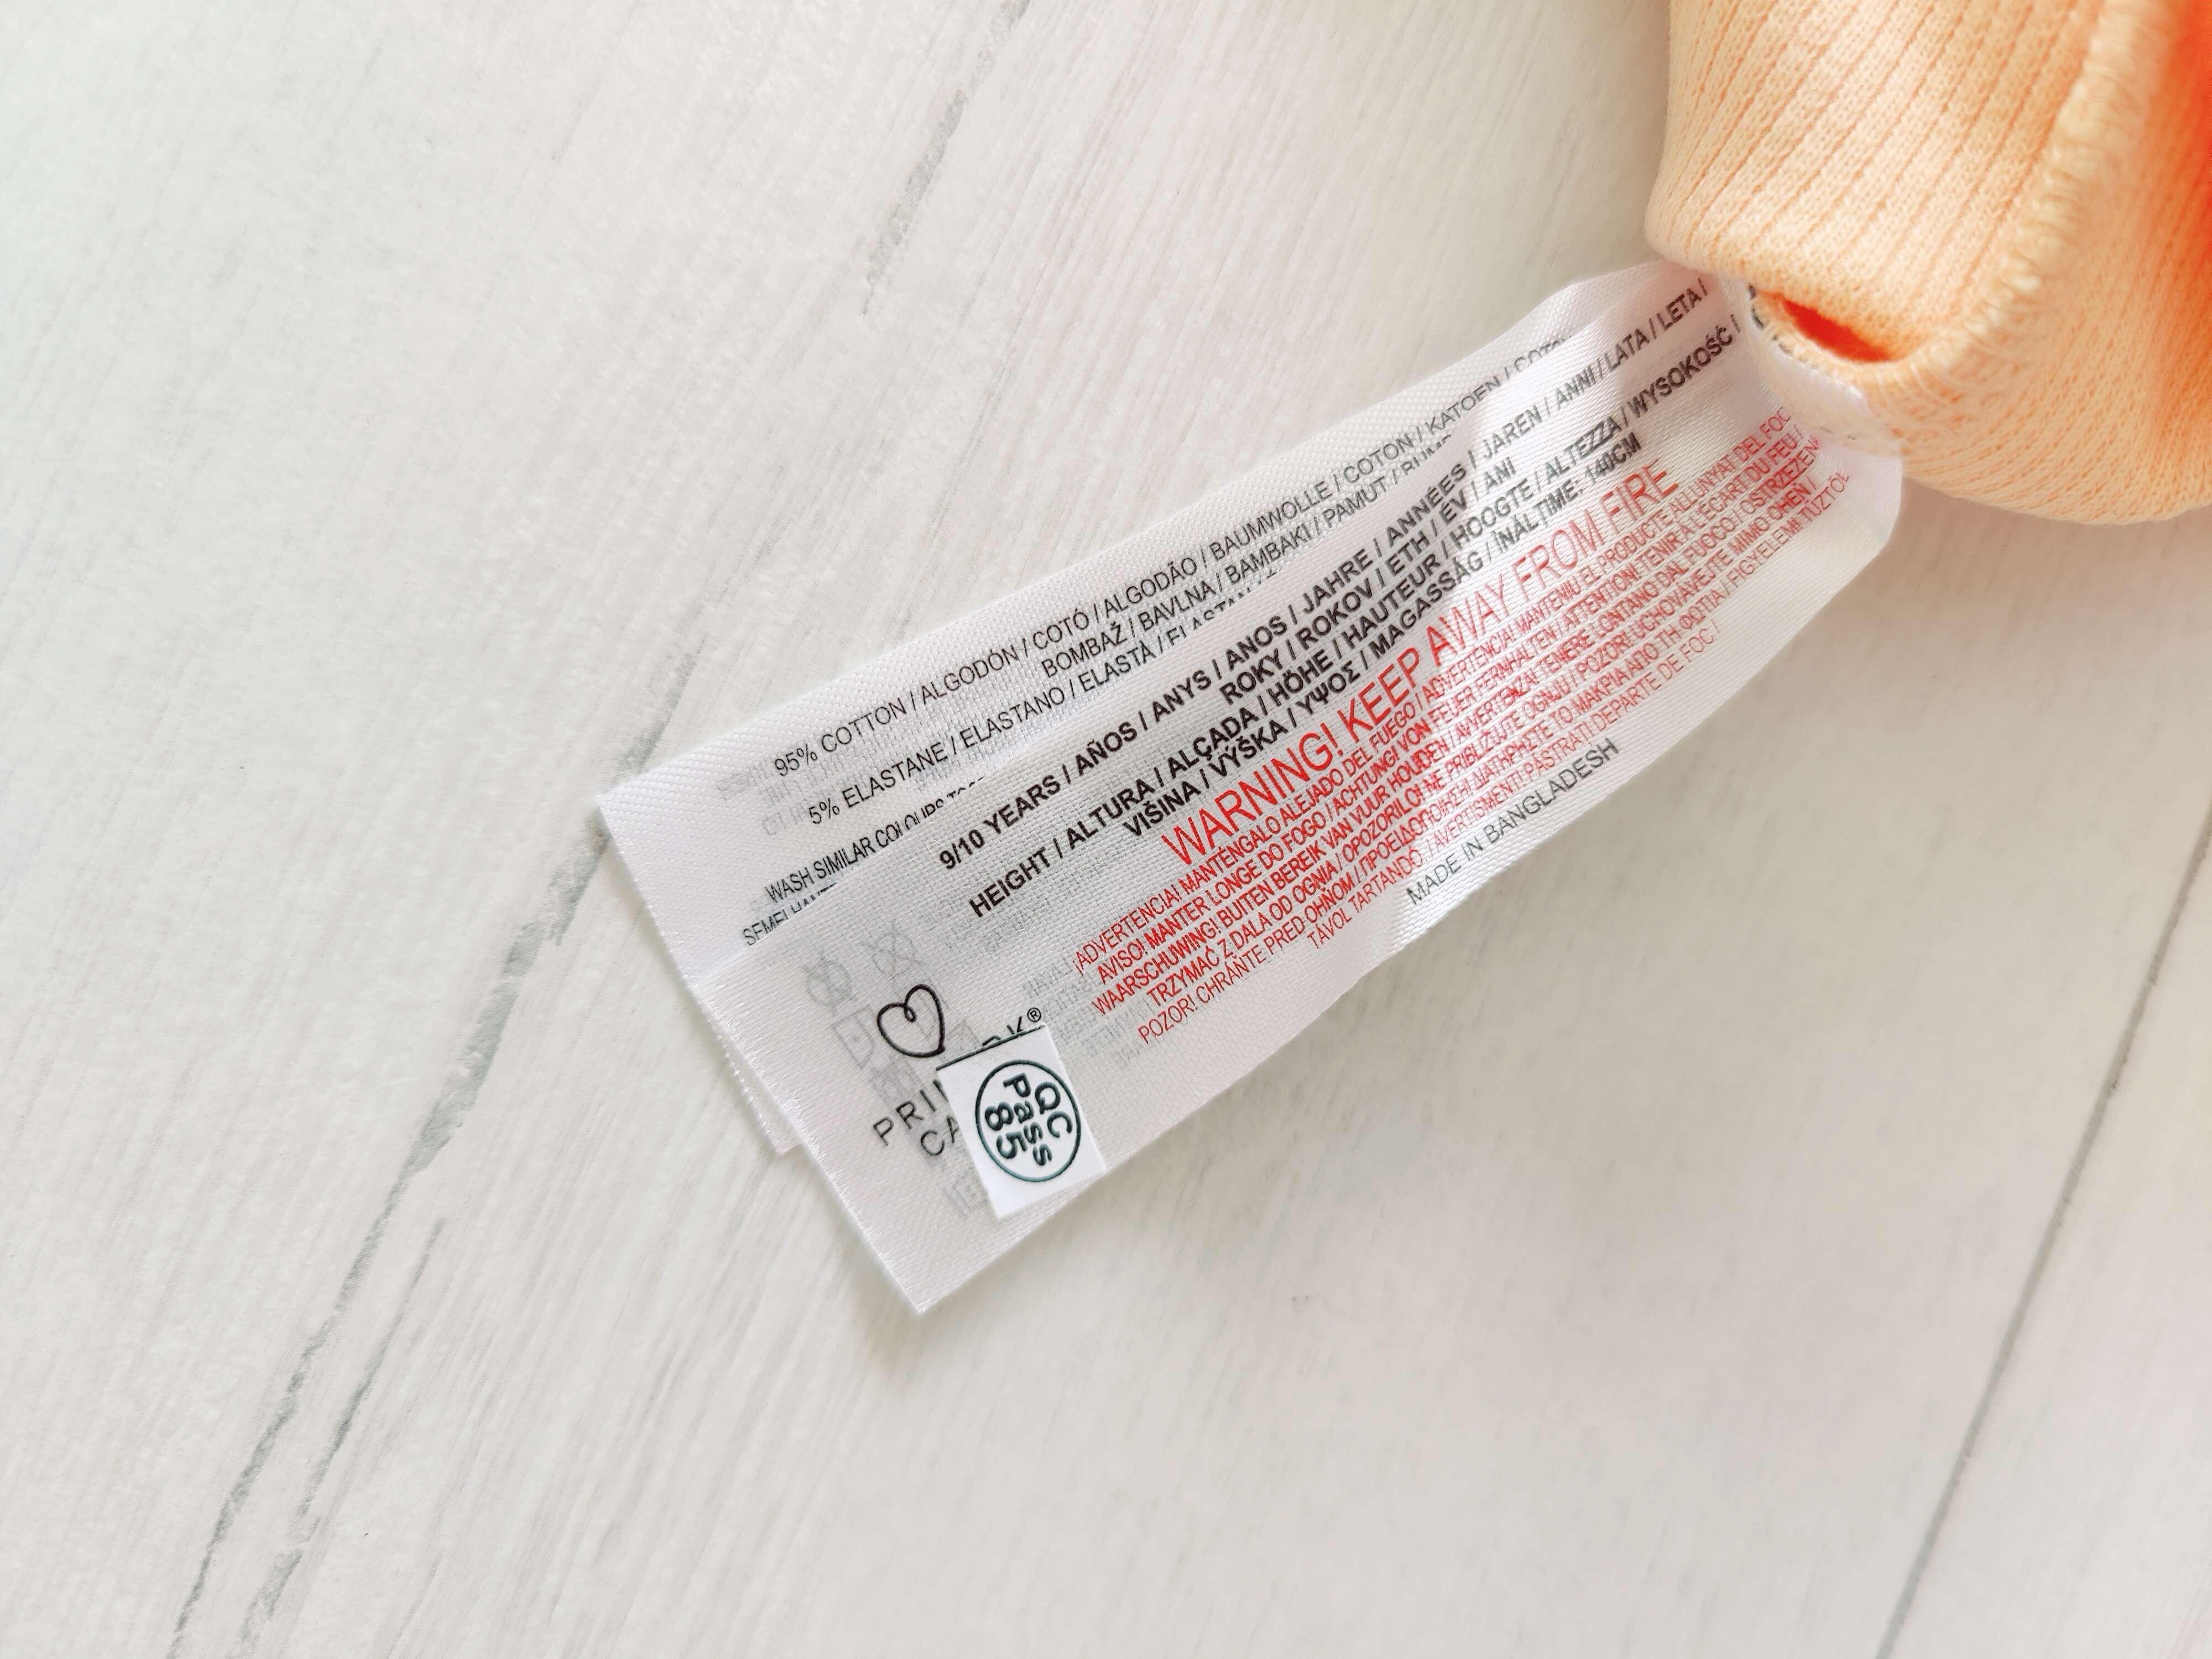 95% COTTON / ALGODÓN / COTÓ / ALGODÃO / BAUMWOLLE / COTON / KATOEN /
BOMBAŽ / BAVLNA / BAMBAKI / PAMUT /
5% ELASTANE / ELASTANO / ELASTÀ /
WASH SIMILAR COLOURS
9/10 YEARS / AÑOS / ANYS / ANOS / JAHRE / ANNÉES / JAREN / ANNI / LATA / LETA /
ROKY / ROKOV / ETH / ÉV / ANI
HEIGHT / ALTURA / ALÇADA / HÖHE / HAUTEUR / HOOGTE / ALTEZZA / WYSOKOŚĆ /
VIŠINA / VÝŠKA / ΥΨΟΣ / MAGASSÁG / ÎNĂLȚIME: 140CM
WARNING! KEEP AWAY FROM FIRE
¡ADVERTENCIA! MANTÉNGALO ALEJADO DEL FUEGO / ADVERTÈNCIA! MANTENIU EL PRODUCTE ALLUNYAT DEL FOC
AVISO! MANTER LONGE DO FOGO / ACHTUNG! VON FEUER FERNHALTEN / ATTENTION! TENIR À L'ÉCART DU FEU /
WAARSCHUWING! BUITEN BEREIK VAN VUUR HOUDEN / AVVERTENZA! TENERE LONTANO DAL FUOCO /
TRZYMAĆ Z DALA OD OGNIA / OPOZORILO! NE PRIBLIŽUJTE OGNJU / POZOR! UCHOVÁVEJTE MIMO OHEŇ /
POZOR! CHRÁŇTE PRED OHŇOM / ΠΡΟΕΙΔΟΠΟΙΗΣΗ! ΔΙΑΤΗΡΗΣΤΕ ΤΟ ΜΑΚΡΙΑ ΑΠΟ ΤΗ ΦΩΤΙΑ / FIGYELEM! TŰZTŐL
TÁVOL TARTANDÓ. / AVERTISMENT! PĂSTRAȚI DEPARTE DE FOC /
MADE IN BANGLADESH
®
QC
Pass
85